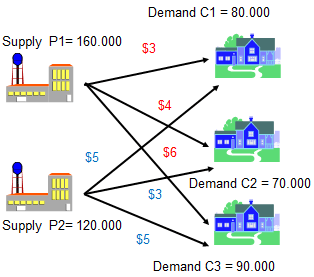 Demand C1 = 80.000
Supply P1= 160.000
$3
$4
$5
$6
Demand C2 = 70.000
$3
Supply P2= 120.000
$5
Demand C3 = 90.000